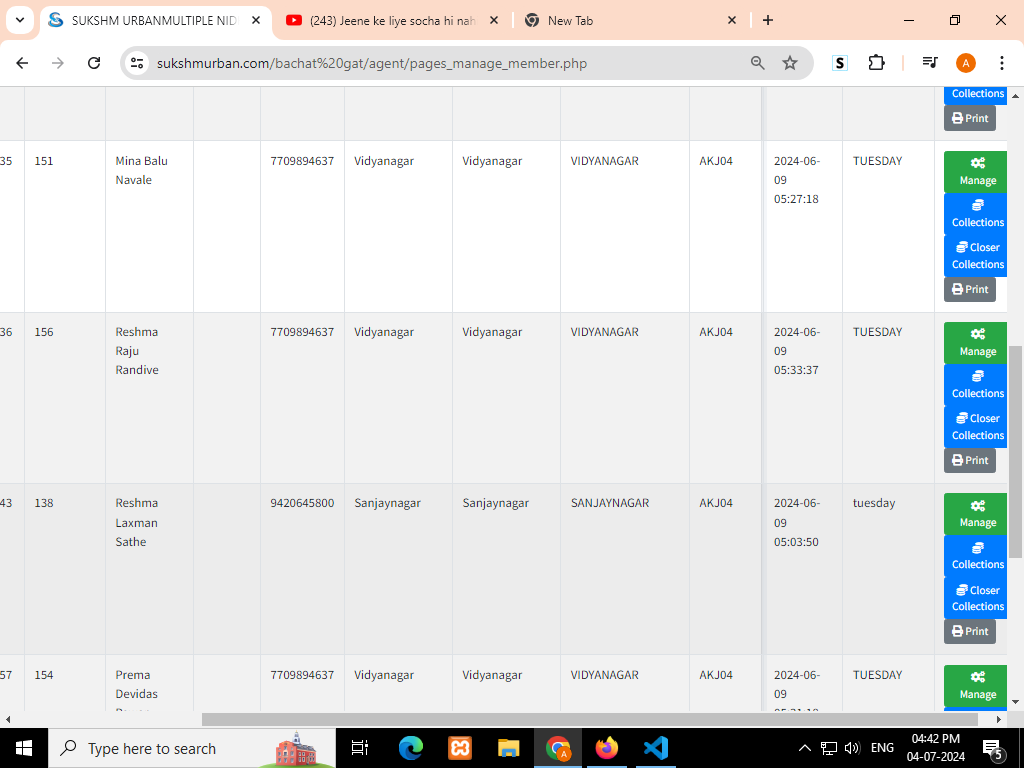 SUKSHM URBANMULTIPLE NID
(243) Jeene ke liye socha hi nah
New Tab
sukshmurban.com/bachat%20gat/agent/pages_manage_member.php
S
A
Collections
Print
35 151 Mina Balu 7709894637 Vidyanagar Vidyanagar VIDYANAGAR AKJ04 2024-06- TUESDAY
Navale 09
05:27:18
Manage
Collections
Closer
Collections
Print
36 156 Reshma 7709894637 Vidyanagar Vidyanagar VIDYANAGAR AKJ04 2024-06- TUESDAY
Raju 09
Randive 05:33:37
Manage
Collections
Closer
Collections
Print
43 138 Reshma 9420645800 Sanjaynagar Sanjaynagar SANJAYNAGAR AKJ04 2024-06- tuesday
Laxman 09
Sathe 05:03:50
Manage
Collections
Closer
Collections
Print
57 154 Prema 7709894637 Vidyanagar Vidyanagar VIDYANAGAR AKJ04 2024-06- TUESDAY
Devidas 09
Manage
Type here to search
ENG
04:42 PM
04-07-2024
5